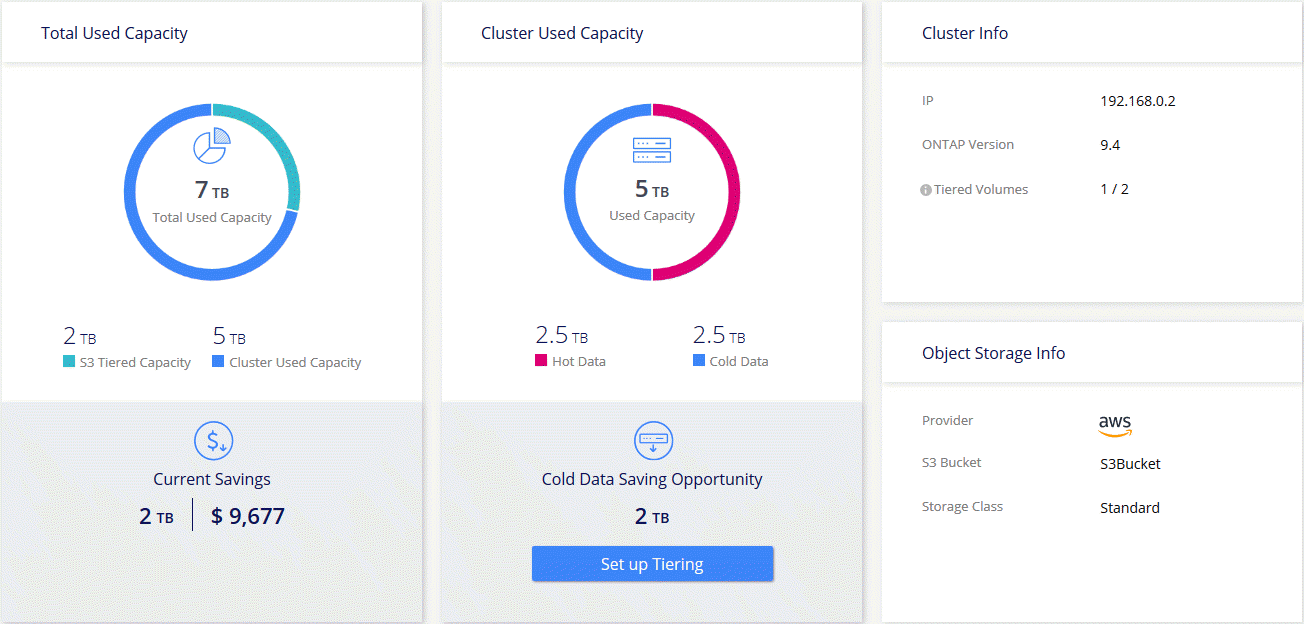 Total Used Capacity
7 TB
Total Used Capacity
2 TB
S3 Tiered Capacity
5 TB
Cluster Used Capacity
$
Current Savings
2 TB
$ 9,677
Cluster Used Capacity
5 TB
Used Capacity
2.5 TB
Hot Data
2.5 TB
Cold Data
Cold Data Saving Opportunity
2 TB
Set up Tiering
Cluster Info
IP 192.168.0.2
ONTAP Version 9.4
i Tiered Volumes 1 / 2
Object Storage Info
Provider aws
S3 Bucket S3Bucket
Storage Class Standard